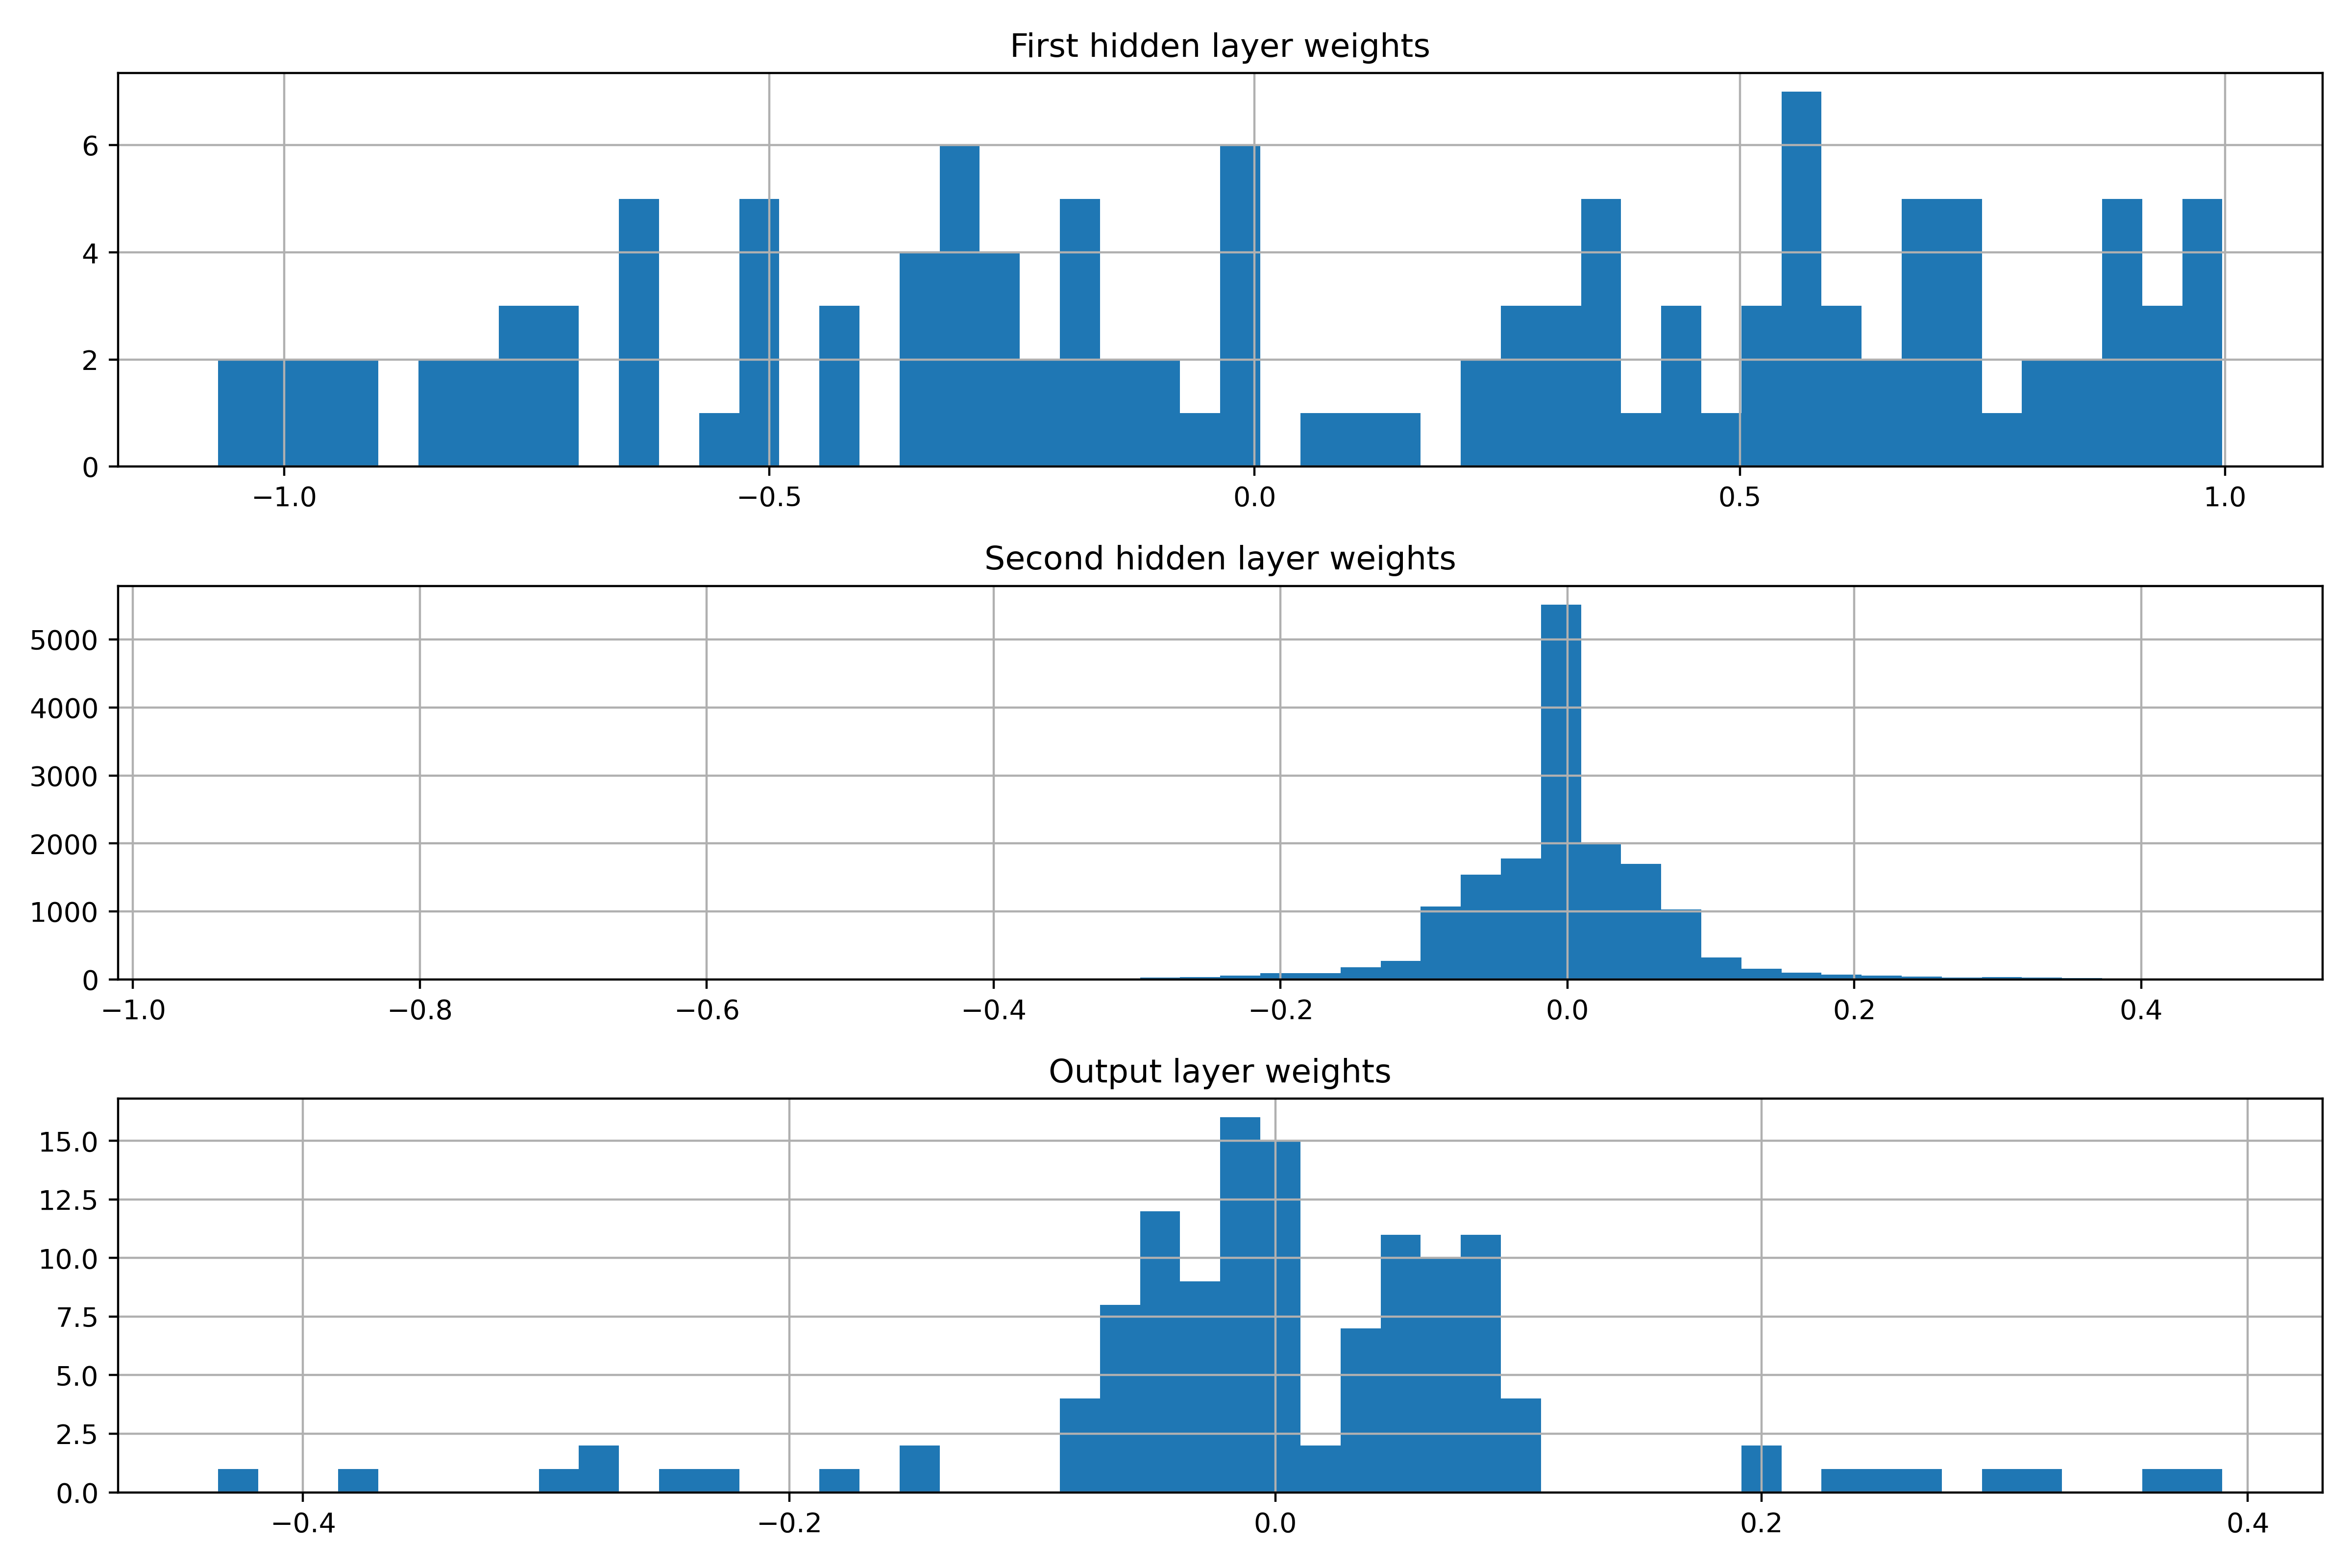 First hidden layer weights
6
4
2
0
−1.0 −0.5 0.0 0.5 1.0
Second hidden layer weights
5000
4000
3000
2000
1000
0
−1.0 −0.8 −0.6 −0.4 −0.2 0.0 0.2 0.4
Output layer weights
15.0
12.5
10.0
7.5
5.0
2.5
0.0
−0.4 −0.2 0.0 0.2 0.4